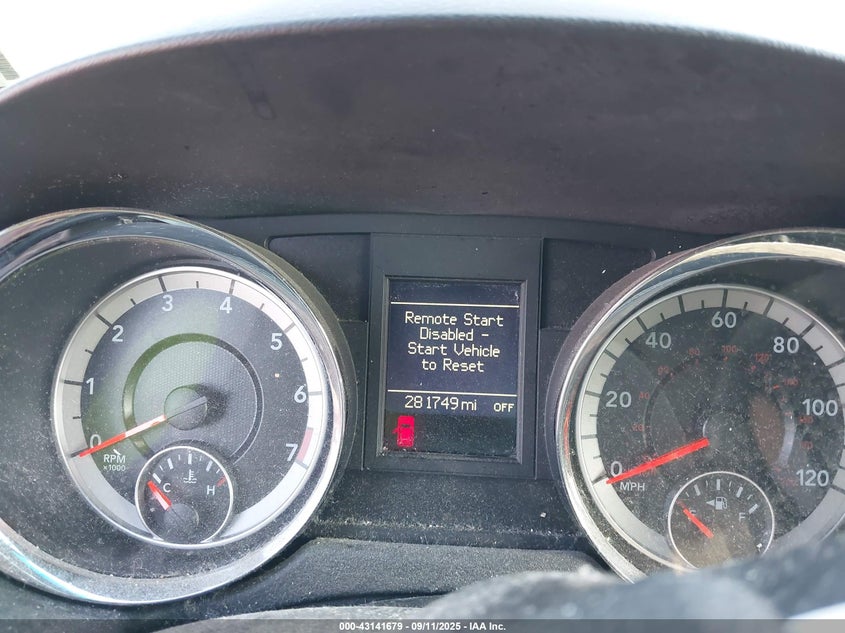 Remote Start
Disabled -
Start Vehicle
to Reset
281749 mi OFF
0 1 2 3 4 5 6 7
RPM
x1000
C H
0 20 40 60 80 100 120
MPH
000-43141679 - 09/11/2025 - IAA Inc.